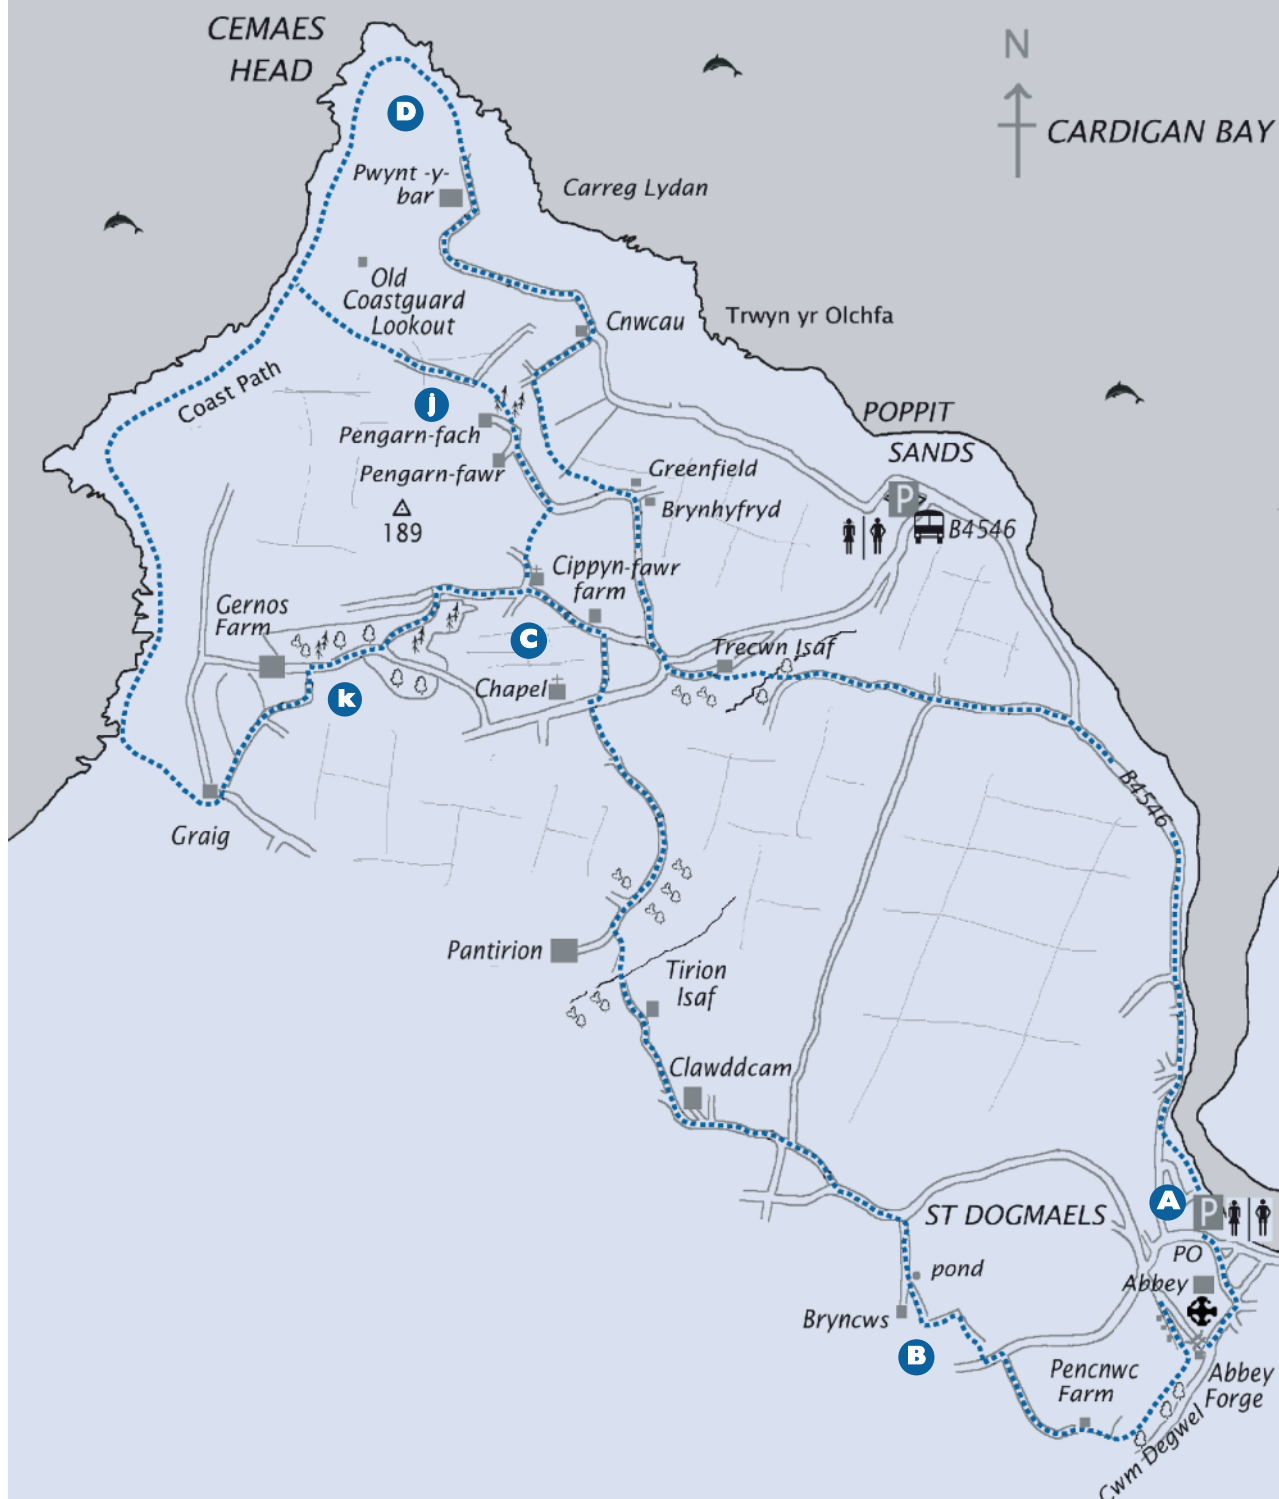 CEMAES
HEAD
N
CARDIGAN BAY
D
Pwynt -y-
bar
Carreg Lydan
Old
Coastguard
Lookout
Cnwcau
Trwyn yr Olchfa
Coast Path
j
POPPIT
SANDS
Pengarn-fach
Pengarn-fawr
Greenfield
Brynhyfryd
P
B4546
189
Cippyn-fawr
farm
Gernos
Farm
C
Trecwn Isaf
Chapel
k
B4546
Graig
Pantirion
Tirion
Isaf
Clawddcam
A
P
ST DOGMAELS
PO
pond
Abbey
Bryncws
B
Pencnwc
Farm
Abbey
Forge
Cwm Degwel